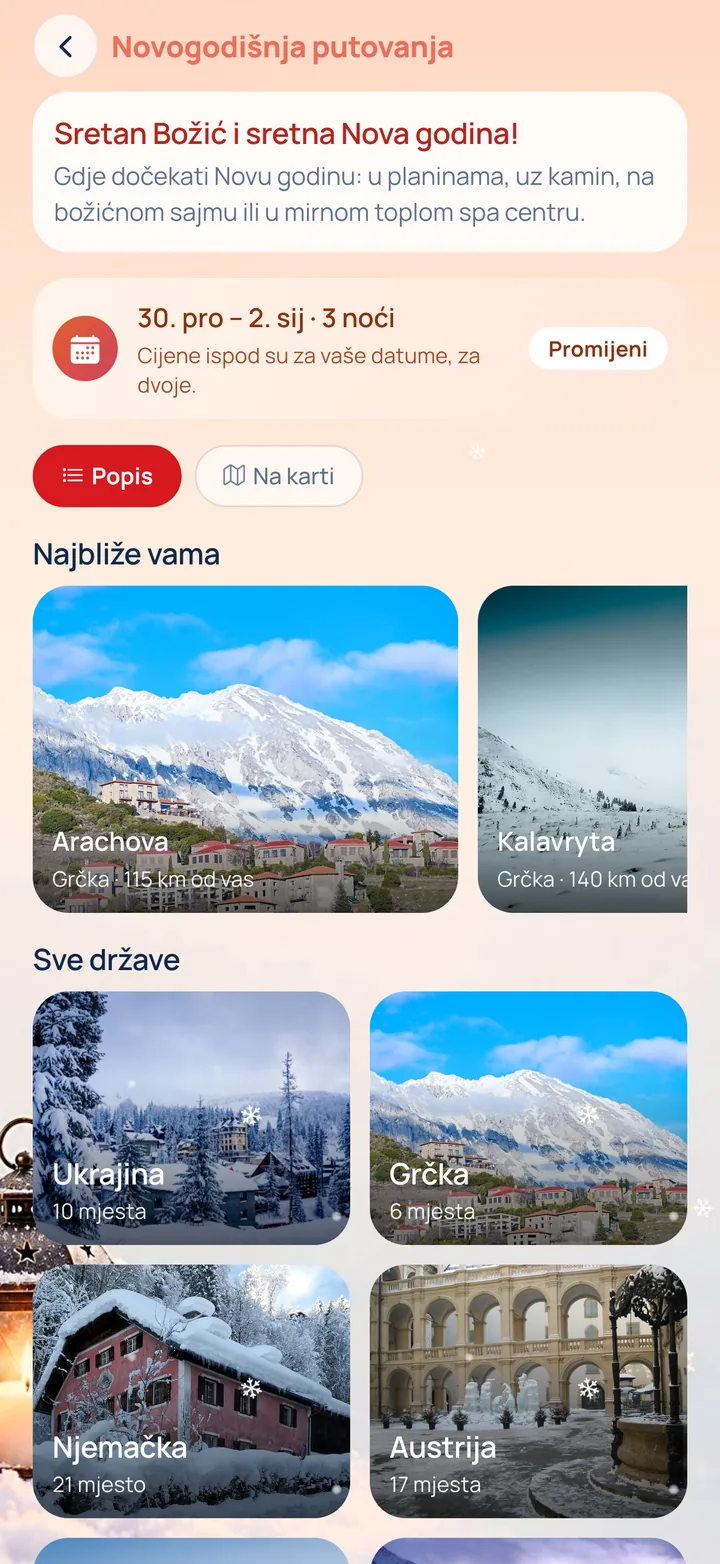 Novogodišnja putovanja
Sretan Božić i sretna Nova godina!
Gdje dočekati Novu godinu: u planinama, uz kamin, na
božićnom sajmu ili u mirnom toplom spa centru.
30. pro – 2. sij · 3 noći
Cijene ispod su za vaše datume, za
dvoje.
Promijeni
Popis
Na karti
Najbliže vama
Arachova
Grčka · 115 km od vas
Kalavryta
Grčka · 140 km od va
Sve države
Ukrajina
10 mjesta
Grčka
6 mjesta
Njemačka
21 mjesto
Austrija
17 mjesta